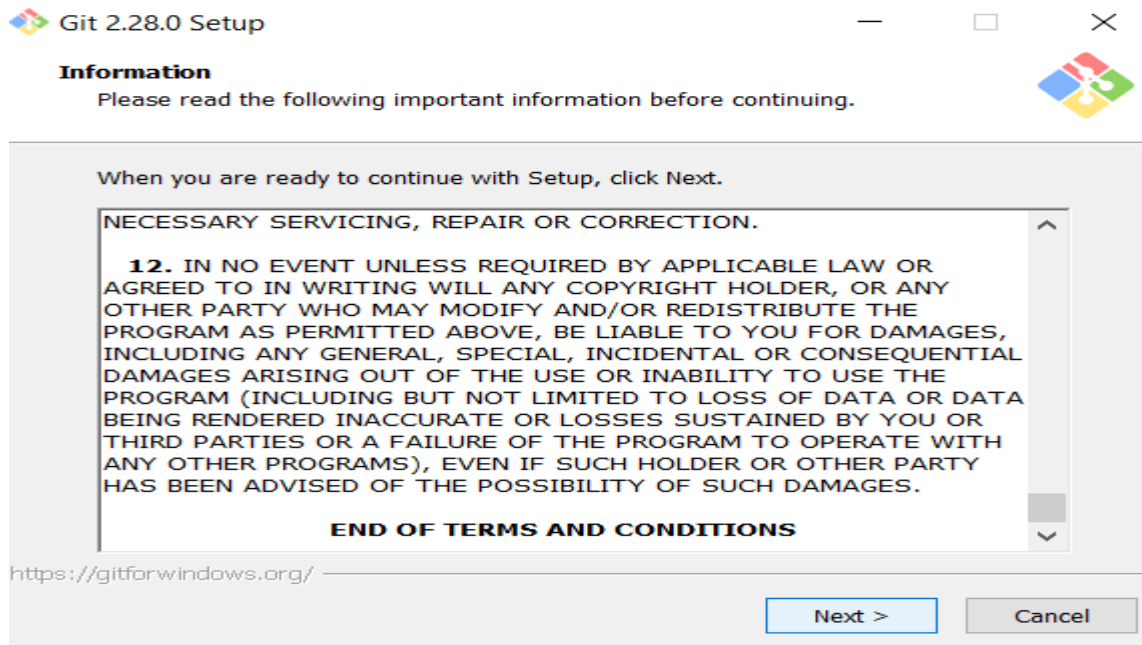 Git 2.28.0 Setup
Information
Please read the following important information before continuing.
When you are ready to continue with Setup, click Next.
NECESSARY SERVICING, REPAIR OR CORRECTION.
12. IN NO EVENT UNLESS REQUIRED BY APPLICABLE LAW OR
AGREED TO IN WRITING WILL ANY COPYRIGHT HOLDER, OR ANY
OTHER PARTY WHO MAY MODIFY AND/OR REDISTRIBUTE THE
PROGRAM AS PERMITTED ABOVE, BE LIABLE TO YOU FOR DAMAGES,
INCLUDING ANY GENERAL, SPECIAL, INCIDENTAL OR CONSEQUENTIAL
DAMAGES ARISING OUT OF THE USE OR INABILITY TO USE THE
PROGRAM (INCLUDING BUT NOT LIMITED TO LOSS OF DATA OR DATA
BEING RENDERED INACCURATE OR LOSSES SUSTAINED BY YOU OR
THIRD PARTIES OR A FAILURE OF THE PROGRAM TO OPERATE WITH
ANY OTHER PROGRAMS), EVEN IF SUCH HOLDER OR OTHER PARTY
HAS BEEN ADVISED OF THE POSSIBILITY OF SUCH DAMAGES.
END OF TERMS AND CONDITIONS
https://gitforwindows.org/
Next >
Cancel